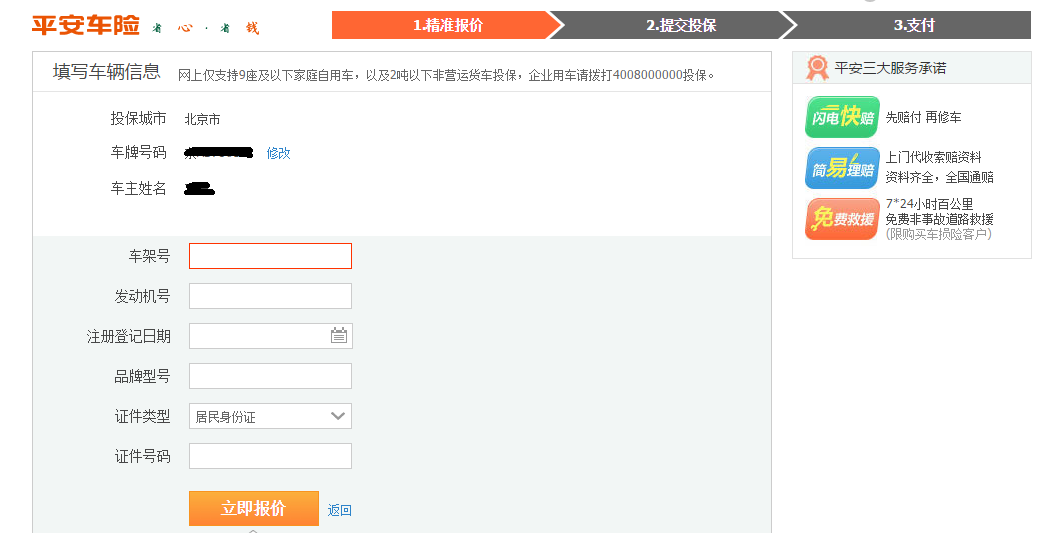 平安车险 省 心 · 省 钱
1.精准报价 2.提交投保 3.支付
填写车辆信息 网上仅支持9座及以下家庭自用车，以及2吨以下非营运货车投保，企业用车请拨打4008000000投保。
投保城市 北京市
车牌号码 修改
车主姓名
车架号
发动机号
注册登记日期
品牌型号
证件类型 居民身份证
证件号码
立即报价 返回
平安三大服务承诺
闪电快赔 先赔付 再修车
简易理赔 上门代收索赔资料
资料齐全，全国通赔
免费救援 7*24小时百公里
免费非事故道路救援
(限购买车损险客户)